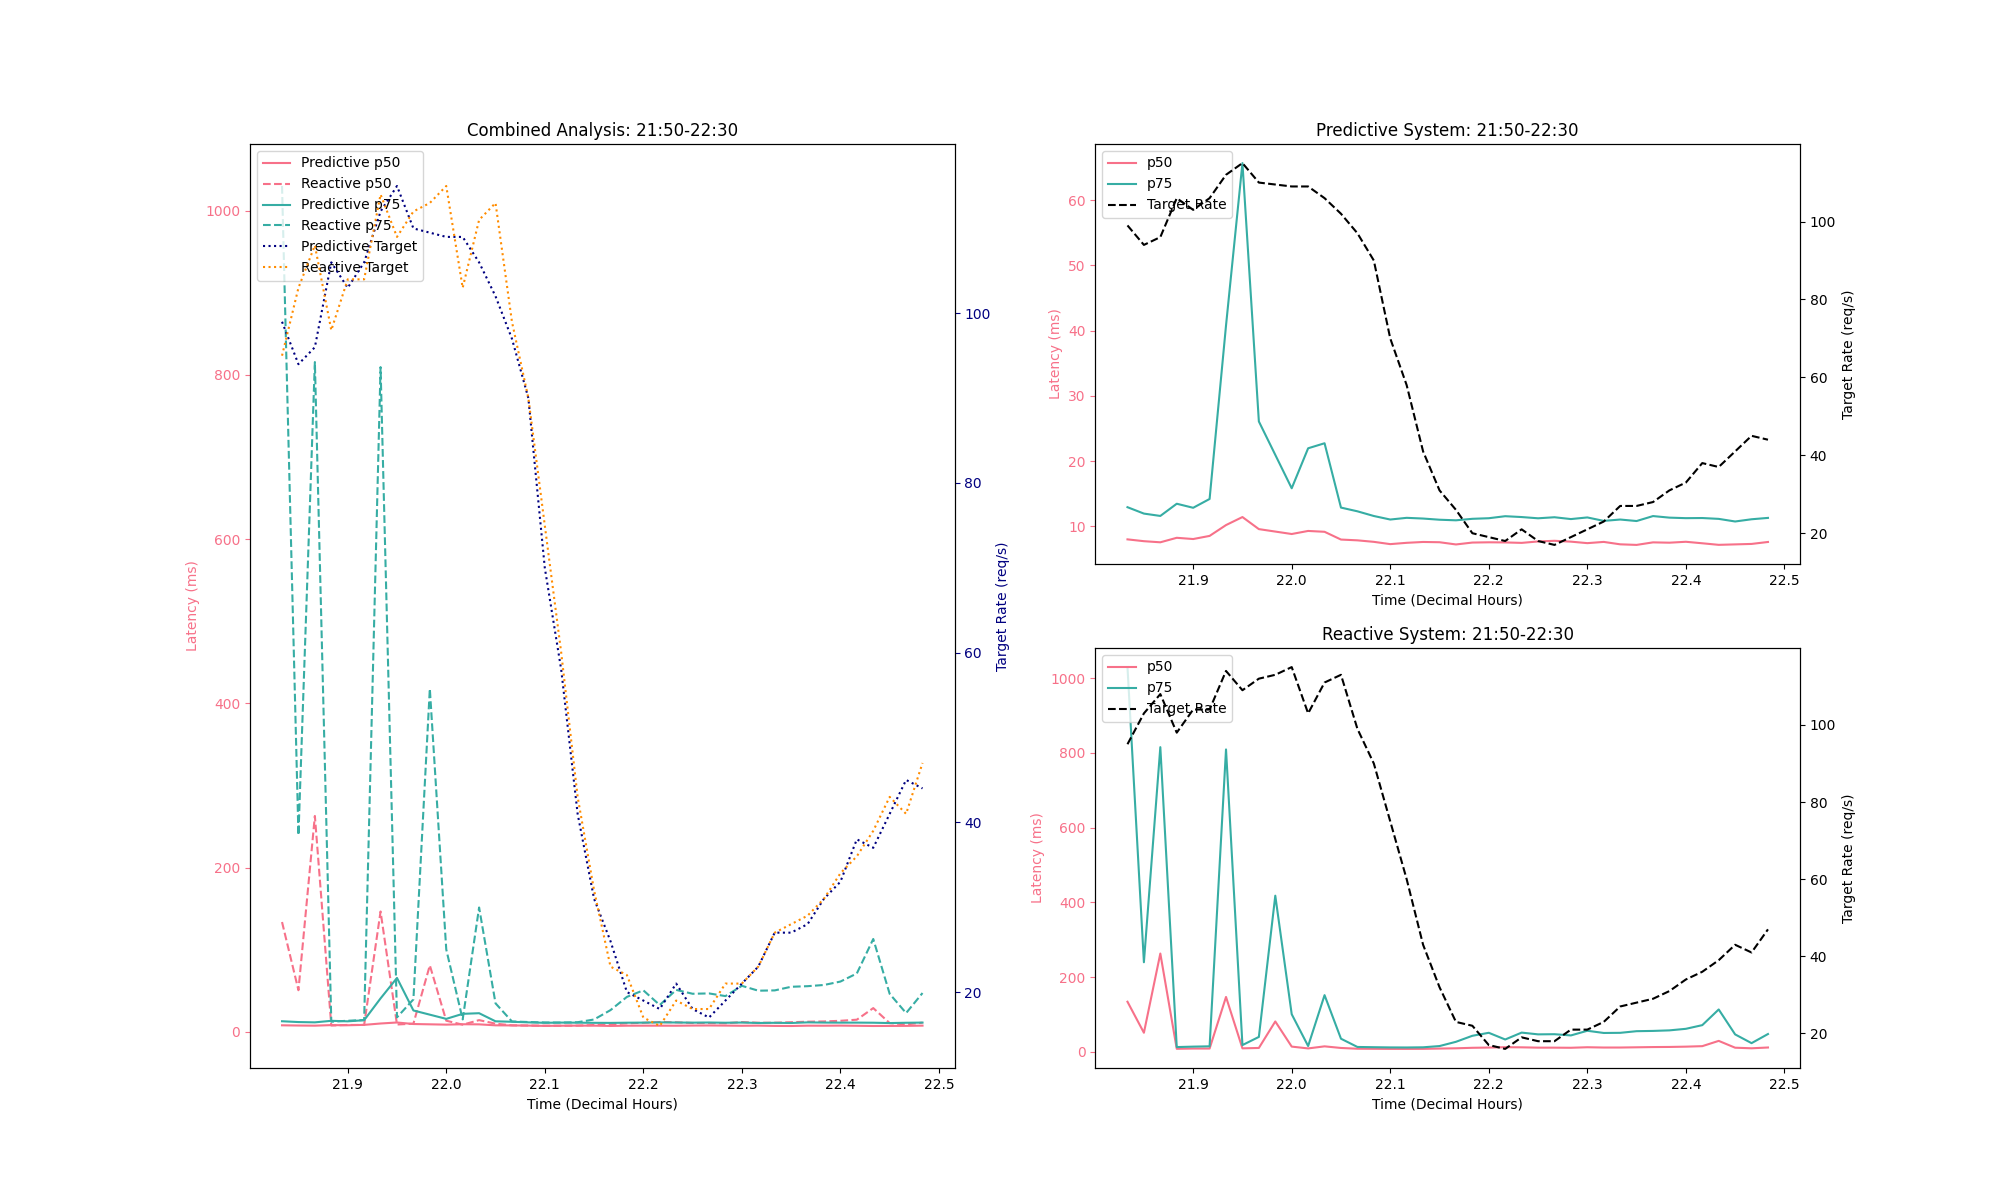 Combined Analysis: 21:50-22:30
Predictive p50
Reactive p50
Predictive p75
Reactive p75
Predictive Target
Reactive Target
1000
800
600
400
200
0
Latency (ms)
100
80
60
40
20
Target Rate (req/s)
21.9 22.0 22.1 22.2 22.3 22.4 22.5
Time (Decimal Hours)
Predictive System: 21:50-22:30
p50
p75
Target Rate
60
50
40
30
20
10
Latency (ms)
100
80
60
40
20
Target Rate (req/s)
21.9 22.0 22.1 22.2 22.3 22.4 22.5
Time (Decimal Hours)
Reactive System: 21:50-22:30
p50
p75
Target Rate
1000
800
600
400
200
0
Latency (ms)
100
80
60
40
20
Target Rate (req/s)
21.9 22.0 22.1 22.2 22.3 22.4 22.5
Time (Decimal Hours)